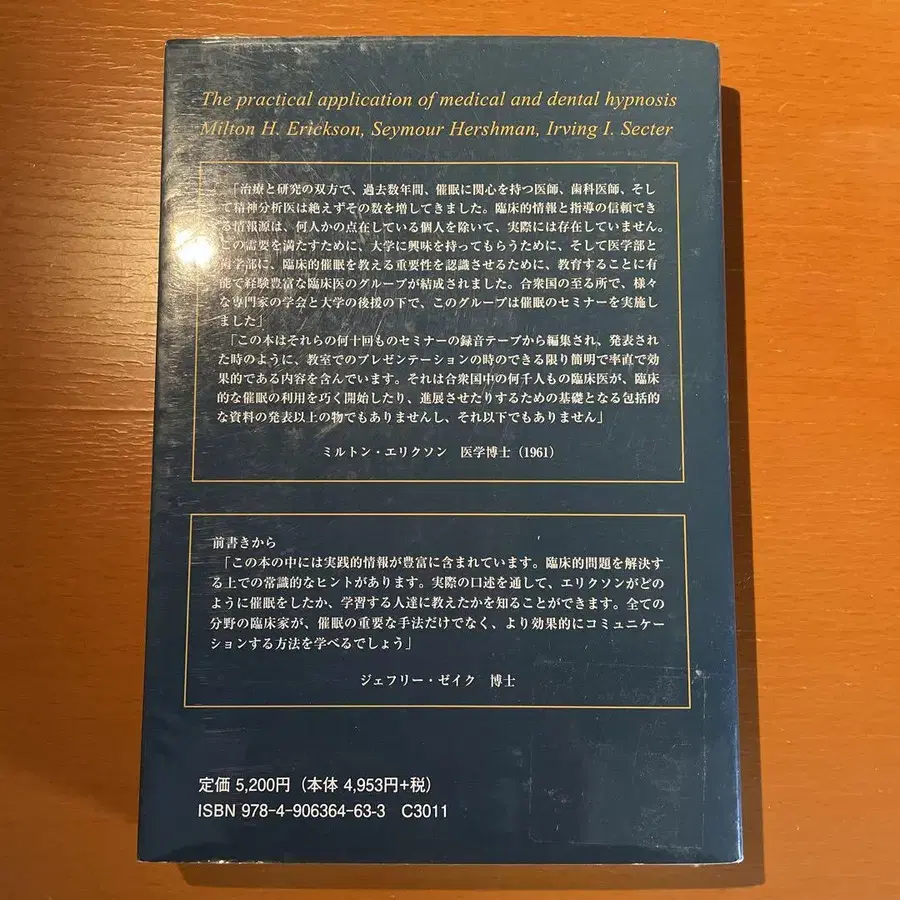 The practical application of medical and dental hypnosis
Milton H. Erickson, Seymour Hershman, Irving I. Secter
「治療と研究の双方で、過去数年間、催眠に関心を持つ医師、歯科医師、そし
て精神分析医は絶えずその数を増してきました。臨床的情報と指導の信頼でき
る情報源は、何人かの点在している個人を除いて、実際には存在していません。
この需要を満たすために、大学に興味を持ってもらうために、そして医学部と
歯学部に、臨床的催眠を教える重要性を認識させるために、教育することに有
能で経験豊富な臨床医のグループが結成されました。合衆国の至る所で、様々
な専門家の学会と大学の後援の下で、このグループは催眠のセミナーを実施し
ました」
「この本はそれらの何十回ものセミナーの録音テープから編集され、発表され
た時のように、教室でのプレゼンテーションの時のできる限り簡明で率直で効
果的である内容を含んでいます。それは合衆国中の何千人もの臨床医が、臨床
的な催眠の利用を巧く開始したり、進展させたりするための基礎となる包括的
な資料の発表以上の物でもありませんし、それ以下でもありません」
ミルトン・エリクソン 医学博士（1961）
前書きから
「この本の中には実践的情報が豊富に含まれています。臨床的問題を解決す
る上での常識的なヒントがあります。実際の口述を通して、エリクソンがどの
ように催眠をしたか、学習する人達に教えたかを知ることができます。全ての
分野の臨床家が、催眠の重要な手法だけでなく、より効果的にコミュニケー
ションする方法を学べるでしょう」
ジェフリー・ゼイク 博士
定価 5,200円（本体 4,953円+税）
ISBN 978-4-906364-63-3 C3011